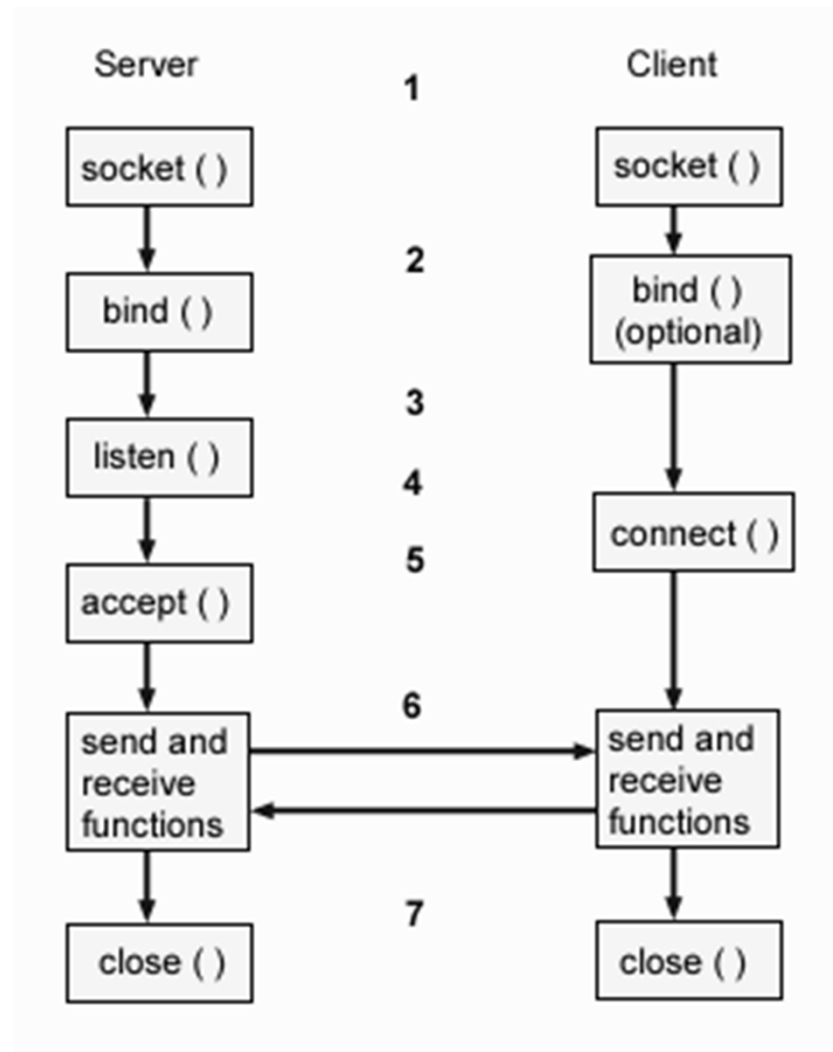 Server
Client
1
socket ( )
socket ( )
2
bind ( )
bind ( )
(optional)
3
listen ( )
4
connect ( )
5
accept ( )
6
send and
receive
functions
send and
receive
functions
7
close ( )
close ( )